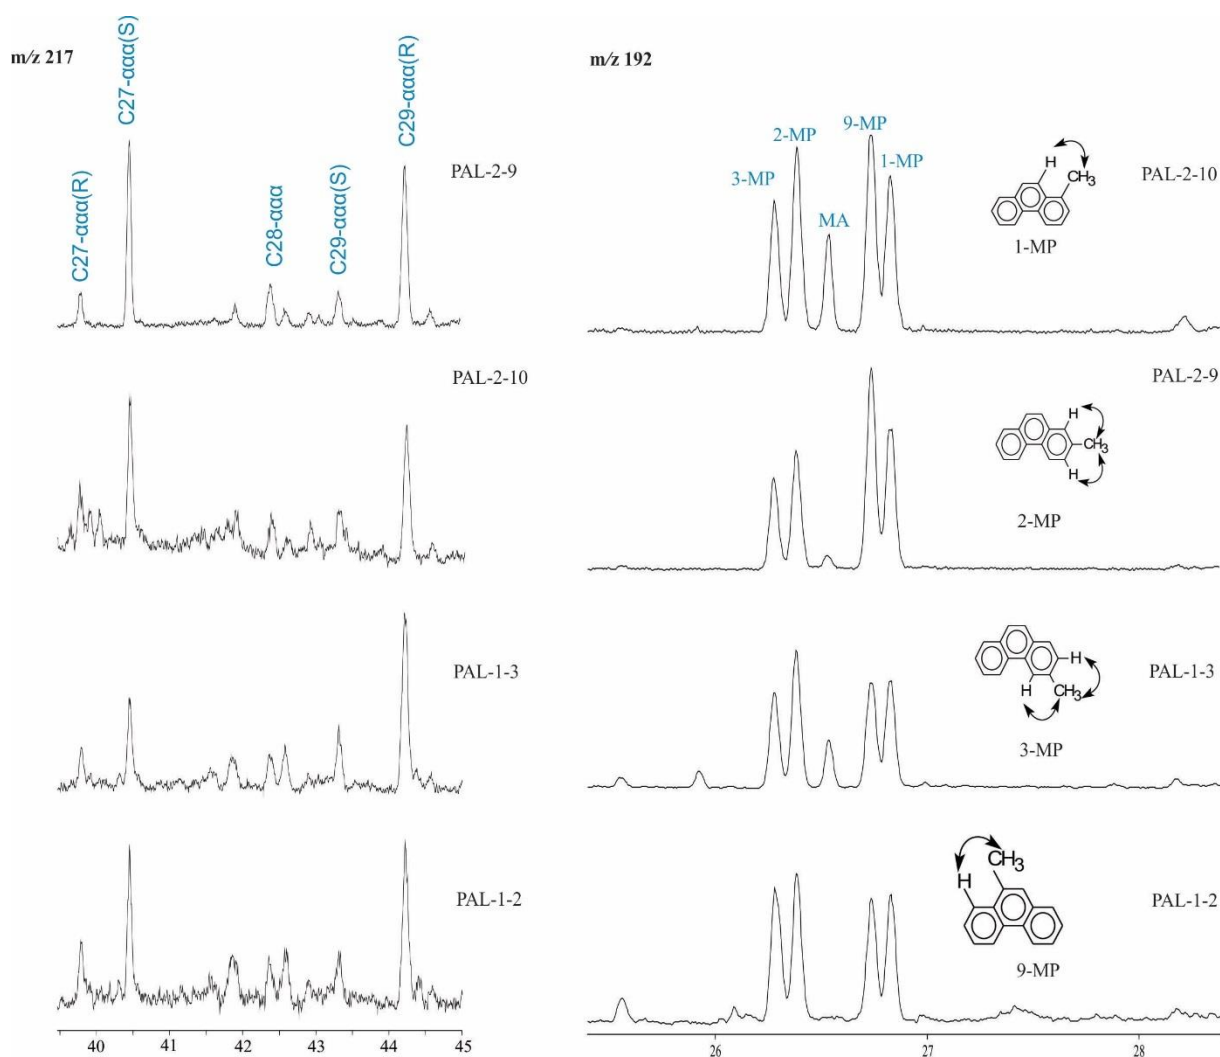 m/z 217
C27-ααα(R)
C27-ααα(S)
C28-ααα
C29-ααα(S)
C29-ααα(R)
PAL-2-9
PAL-2-10
PAL-1-3
PAL-1-2
40 41 42 43 44 45
m/z 192
3-MP
2-MP
MA
9-MP
1-MP
PAL-2-10
H
CH3
1-MP
PAL-2-9
H
CH3
H
2-MP
PAL-1-3
H
H
CH3
3-MP
PAL-1-2
CH3
H
9-MP
26 27 28